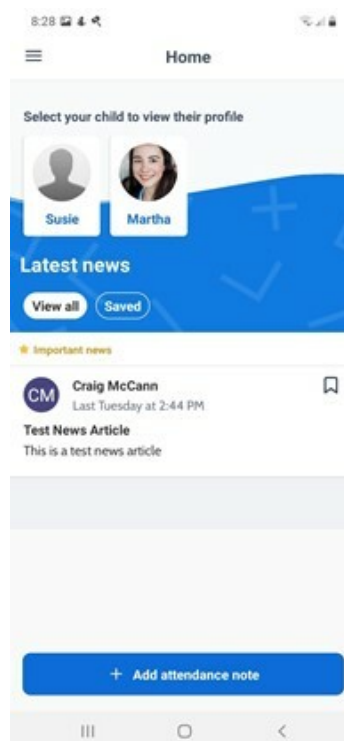 8:28
Home
Select your child to view their profile
Susie
Martha
Latest news
View all
Saved
Important news
CM
Craig McCann
Last Tuesday at 2:44 PM
Test News Article
This is a test news article
+ Add attendance note